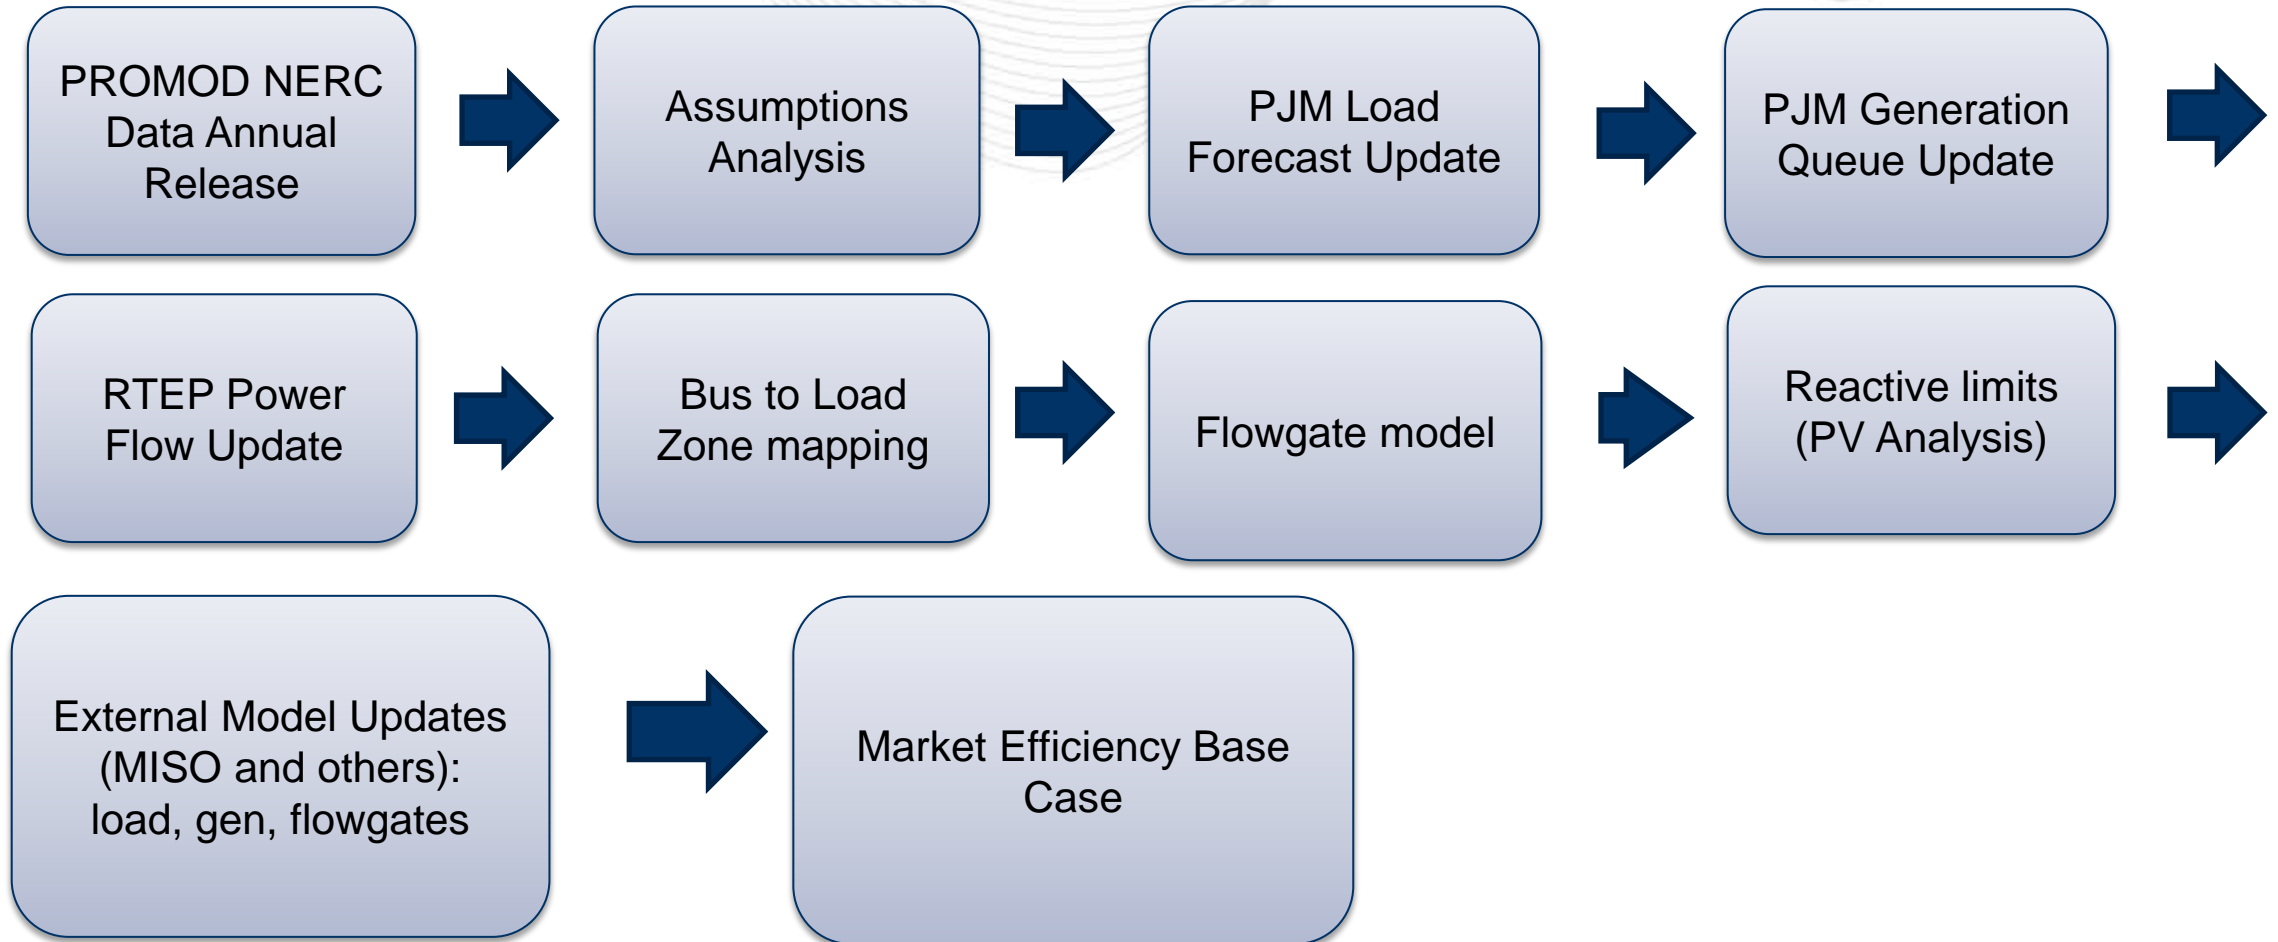 PROMOD NERC
Data Annual
Release
Assumptions
Analysis
PJM Load
Forecast Update
PJM Generation
Queue Update
RTEP Power
Flow Update
Bus to Load
Zone mapping
Flowgate model
Reactive limits
(PV Analysis)
External Model Updates
(MISO and others):
load, gen, flowgates
Market Efficiency Base
Case